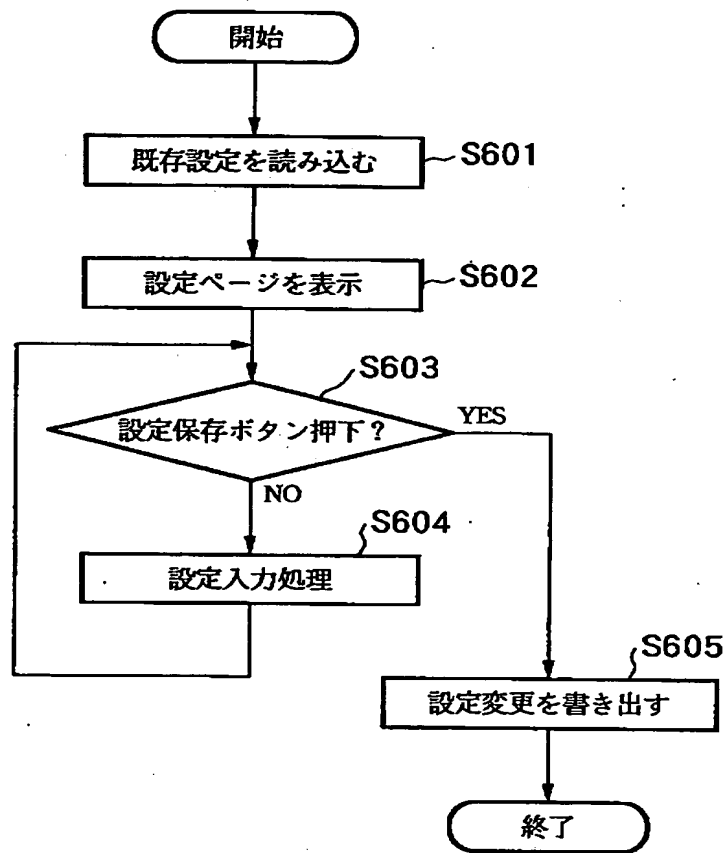 開始
既存設定を読み込む
S601
設定ページを表示
S602
S603
設定保存ボタン押下？
YES
NO
S604
設定入力処理
S605
設定変更を書き出す
終了